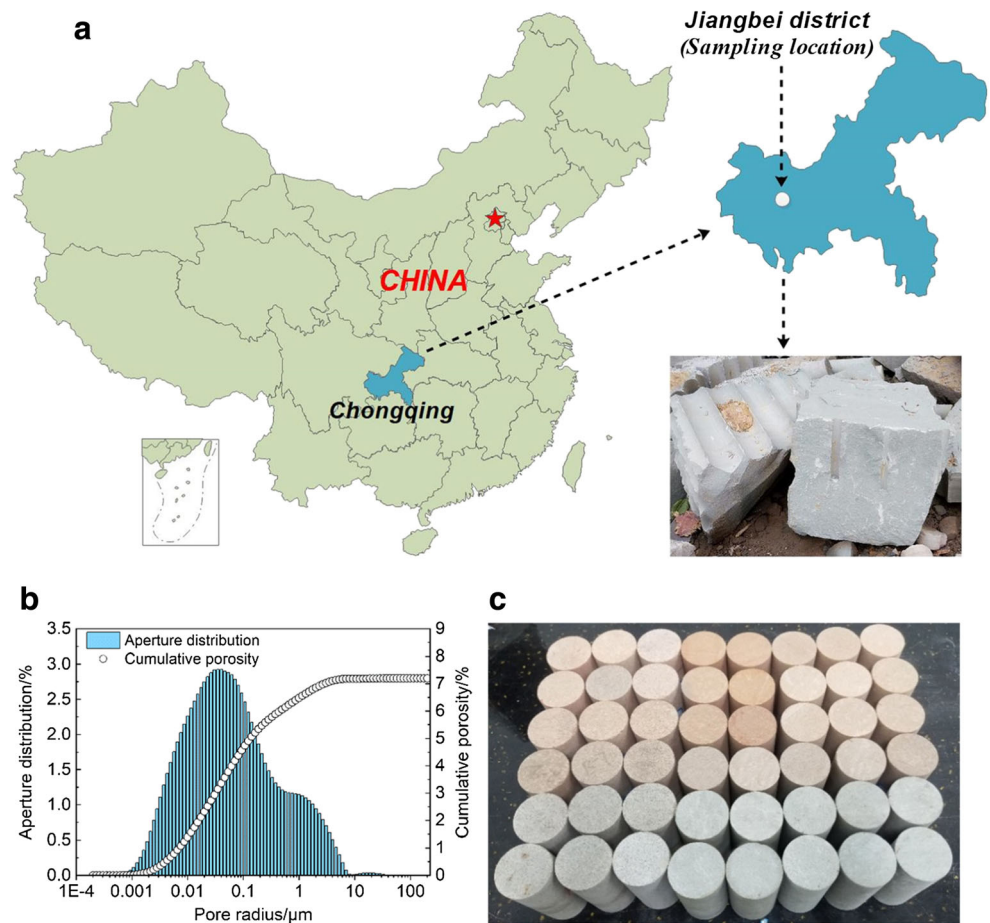 a
Jiangbei district
(Sampling location)
CHINA
Chongqing
b
c
3.5
3.0
2.5
2.0
1.5
1.0
0.5
0.0
Aperture distribution/%
Aperture distribution
Cumulative porosity
9
8
7
6
5
4
3
2
1
0
Cumulative porosity/%
1E-4 0.001 0.01 0.1 1 10 100
Pore radius/μm